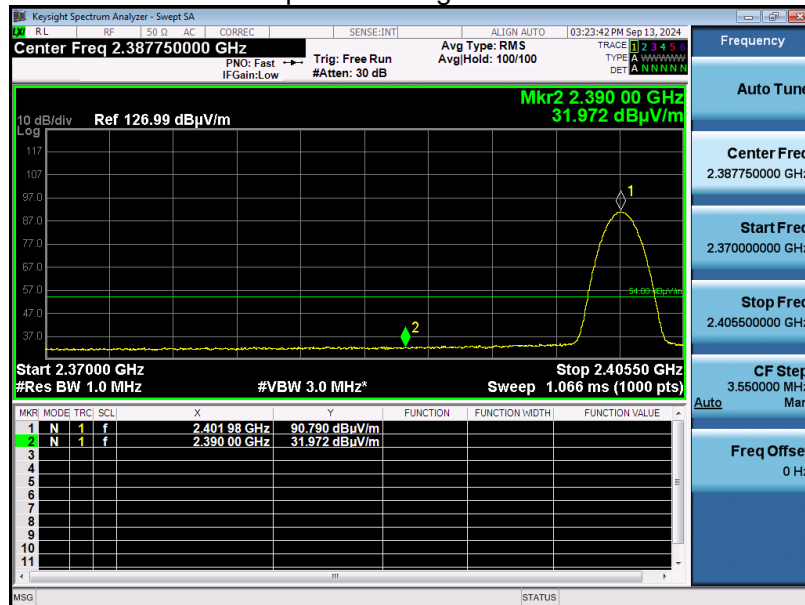 Keysight Spectrum Analyzer - Swept SA
LXI RL RF 50 Ω AC CORREC SENSE:INT ALIGN AUTO 03:23:42 PM Sep 13, 2024
Center Freq 2.387750000 GHz
PNO: Fast
IFGain:Low
Trig: Free Run
#Atten: 30 dB
Avg Type: RMS
Avg|Hold: 100/100
TRACE 1 2 3 4 5 6
TYPE A WWWWW
DET A N N N N N
Mkr2 2.390 00 GHz
31.972 dBµV/m
10 dB/div Ref 126.99 dBµV/m
Log
117
107
97.0
1
87.0
77.0
67.0
57.0
54.00 dBµV/m
47.0
2
37.0
Start 2.37000 GHz Stop 2.40550 GHz
#Res BW 1.0 MHz #VBW 3.0 MHz* Sweep 1.066 ms (1000 pts)
MKR MODE TRC SCL X Y FUNCTION FUNCTION WIDTH FUNCTION VALUE
1 N 1 f 2.401 98 GHz 90.790 dBµV/m
2 N 1 f 2.390 00 GHz 31.972 dBµV/m
3
4
5
6
7
8
9
10
11
MSG STATUS
Frequency
Auto Tune
Center Freq
2.387750000 GHz
Start Freq
2.370000000 GHz
Stop Freq
2.405500000 GHz
CF Step
3.550000 MHz
Auto Man
Freq Offset
0 Hz